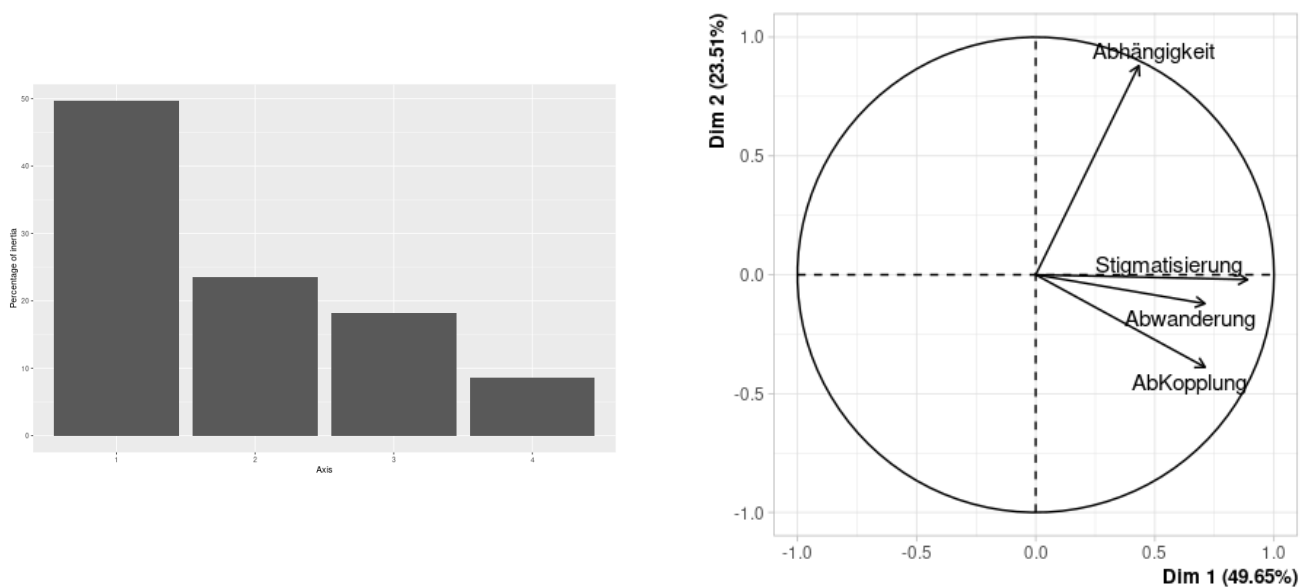 Percentage of inertia
50
40
30
20
10
0
1 2 3 4
Axis
Dim 2 (23.51%)
1.0
0.5
0.0
-0.5
-1.0
Abhängigkeit
Stigmatisierung
Abwanderung
AbKopplung
-1.0 -0.5 0.0 0.5 1.0
Dim 1 (49.65%)